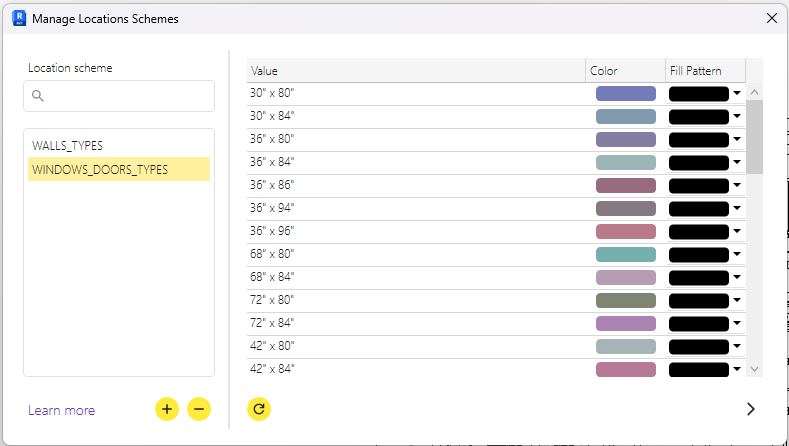 Manage Locations Schemes
Location scheme
WALLS_TYPES
WINDOWS_DOORS_TYPES
Learn more
Value Color Fill Pattern
30" x 80"
30" x 84"
36" x 80"
36" x 84"
36" x 86"
36" x 94"
36" x 96"
68" x 80"
68" x 84"
72" x 80"
72" x 84"
42" x 80"
42" x 84"